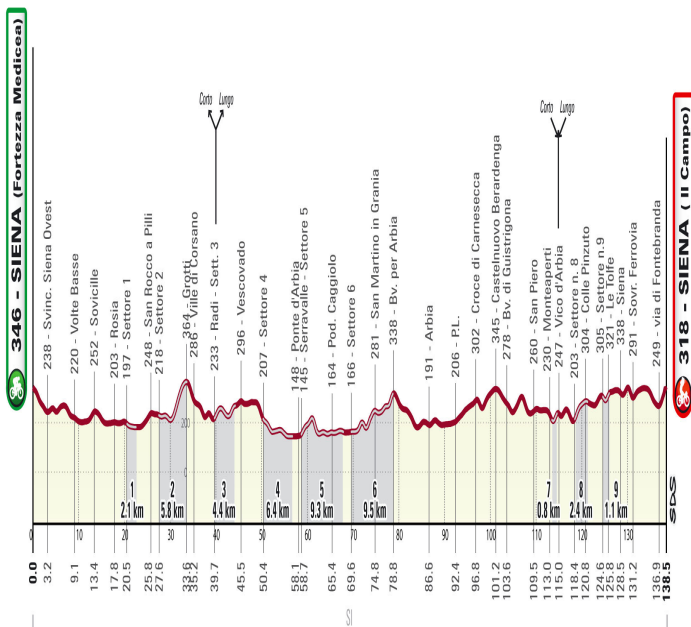 346 - SIENA (Fortezza Medicea)
238 - Svinc. Siena Ovest
220 - Volte Basse
252 - Sovicille
203 - Rosia
197 - Settore 1
248 - San Rocco a Pilli
218 - Settore 2
286 - Ville di Corsano
Corto Lungo
233 - Radi - Sett. 3
296 - Vescovado
207 - Settore 4
148 - Ponte d'Arbia
145 - Serravalle - Settore 5
164 - Pod. Caggiolo
166 - Settore 6
281 - San Martino in Grania
338 - Bv. per Arbia
191 - Arbia
206 - P.L.
302 - Croce di Carnesecca
345 - Castelnuovo Berardenga
278 - Bv. di Guistrigona
260 - San Piero
220 - Monteaperti
Corto Lungo
247 - Vico d'Arbia
203 - Settore n. 8
304 - Colle Pinzuto
305 - Settore n.9
321 - Le Tolfe
338 - Siena
291 - Sovr. Ferrovia
249 - via di Fontebranda
318 - SIENA ( Il Campo)
200
0
1
2.1 km
2
5.8 km
3
4.4 km
4
6.4 km
5
9.3 km
6
9.5 km
7
0.8 km
8
2.4 km
9
1.1 km
SDS
0 10 20 30 40 50 60 70 80 90 100 110 120 130
0.0 3.2 9.1 13.4 17.8 20.5 25.8 27.6 35.2 39.7 45.5 50.4 58.1 58.7 65.4 69.6 74.8 78.8 86.6 92.4 96.8 101.2 103.6 109.5 113.0 115.0 118.4 120.8 124.6 125.8 128.5 131.2 136.9 138.5
SI